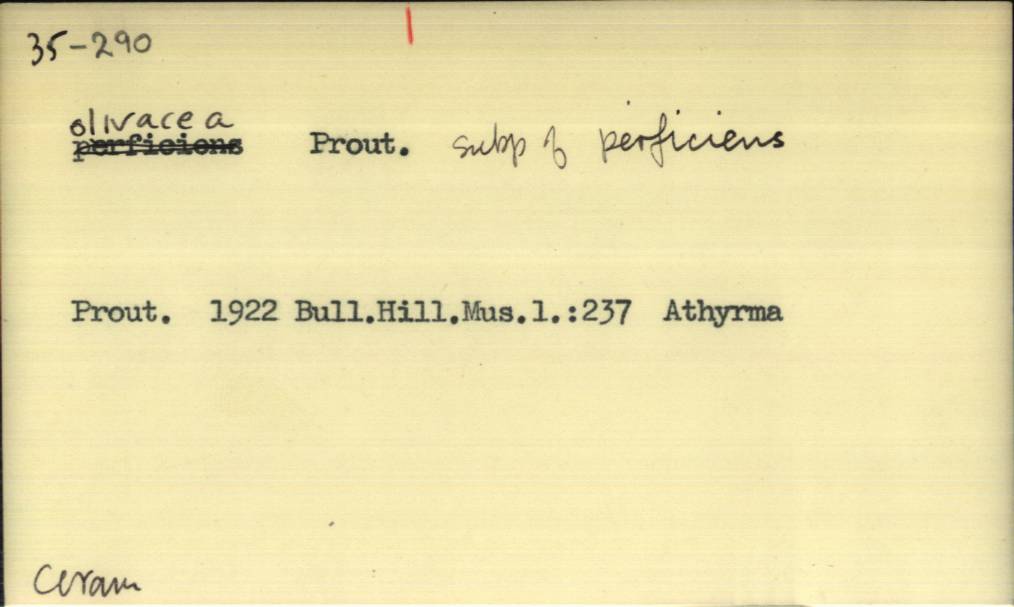 35-290
olivacea
perficiens Prout. subp of perficiens
Prout. 1922 Bull.Hill.Mus.1.:237 Athyrma
Ceram